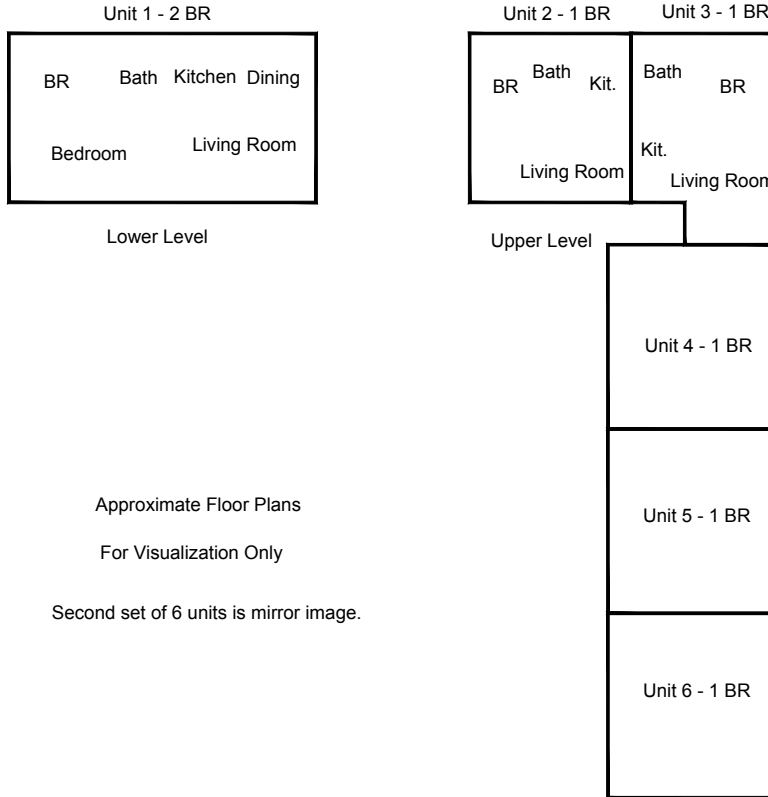 Unit 1 - 2 BR
Unit 2 - 1 BR
Unit 3 - 1 BR
BR
Bath
Kitchen
Dining
Bedroom
Living Room
Lower Level
BR
Bath
Kit.
Living Room
Bath
BR
Kit.
Living Room
Upper Level
Unit 4 - 1 BR
Unit 5 - 1 BR
Unit 6 - 1 BR
Approximate Floor Plans
For Visualization Only
Second set of 6 units is mirror image.